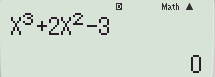 D Math ▲
X³+2X²-3
0